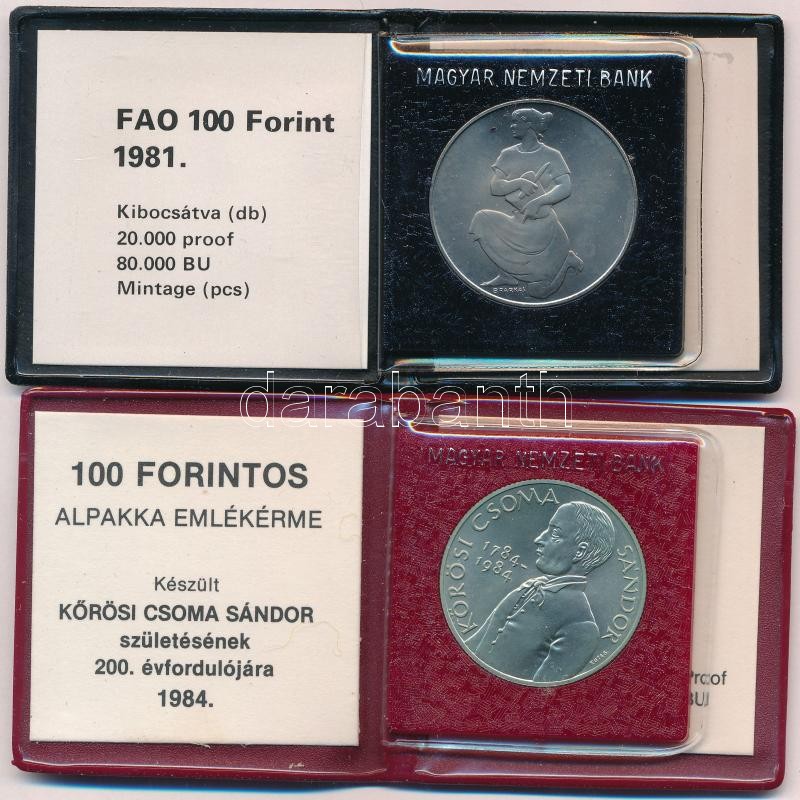 MAGYAR NEMZETI BANK
FAO 100 Forint
1981.
Kibocsátva (db)
20.000 proof
80.000 BU
Mintage (pcs)
darabanth
MAGYAR NEMZETI BANK
100 FORINTOS
ALPAKKA EMLÉKÉRME
Készült
KŐRÖSI CSOMA SÁNDOR
születésének
200. évfordulójára
1984.
KŐRÖSI CSOMA SÁNDOR
1784-
1984
Proof
BU